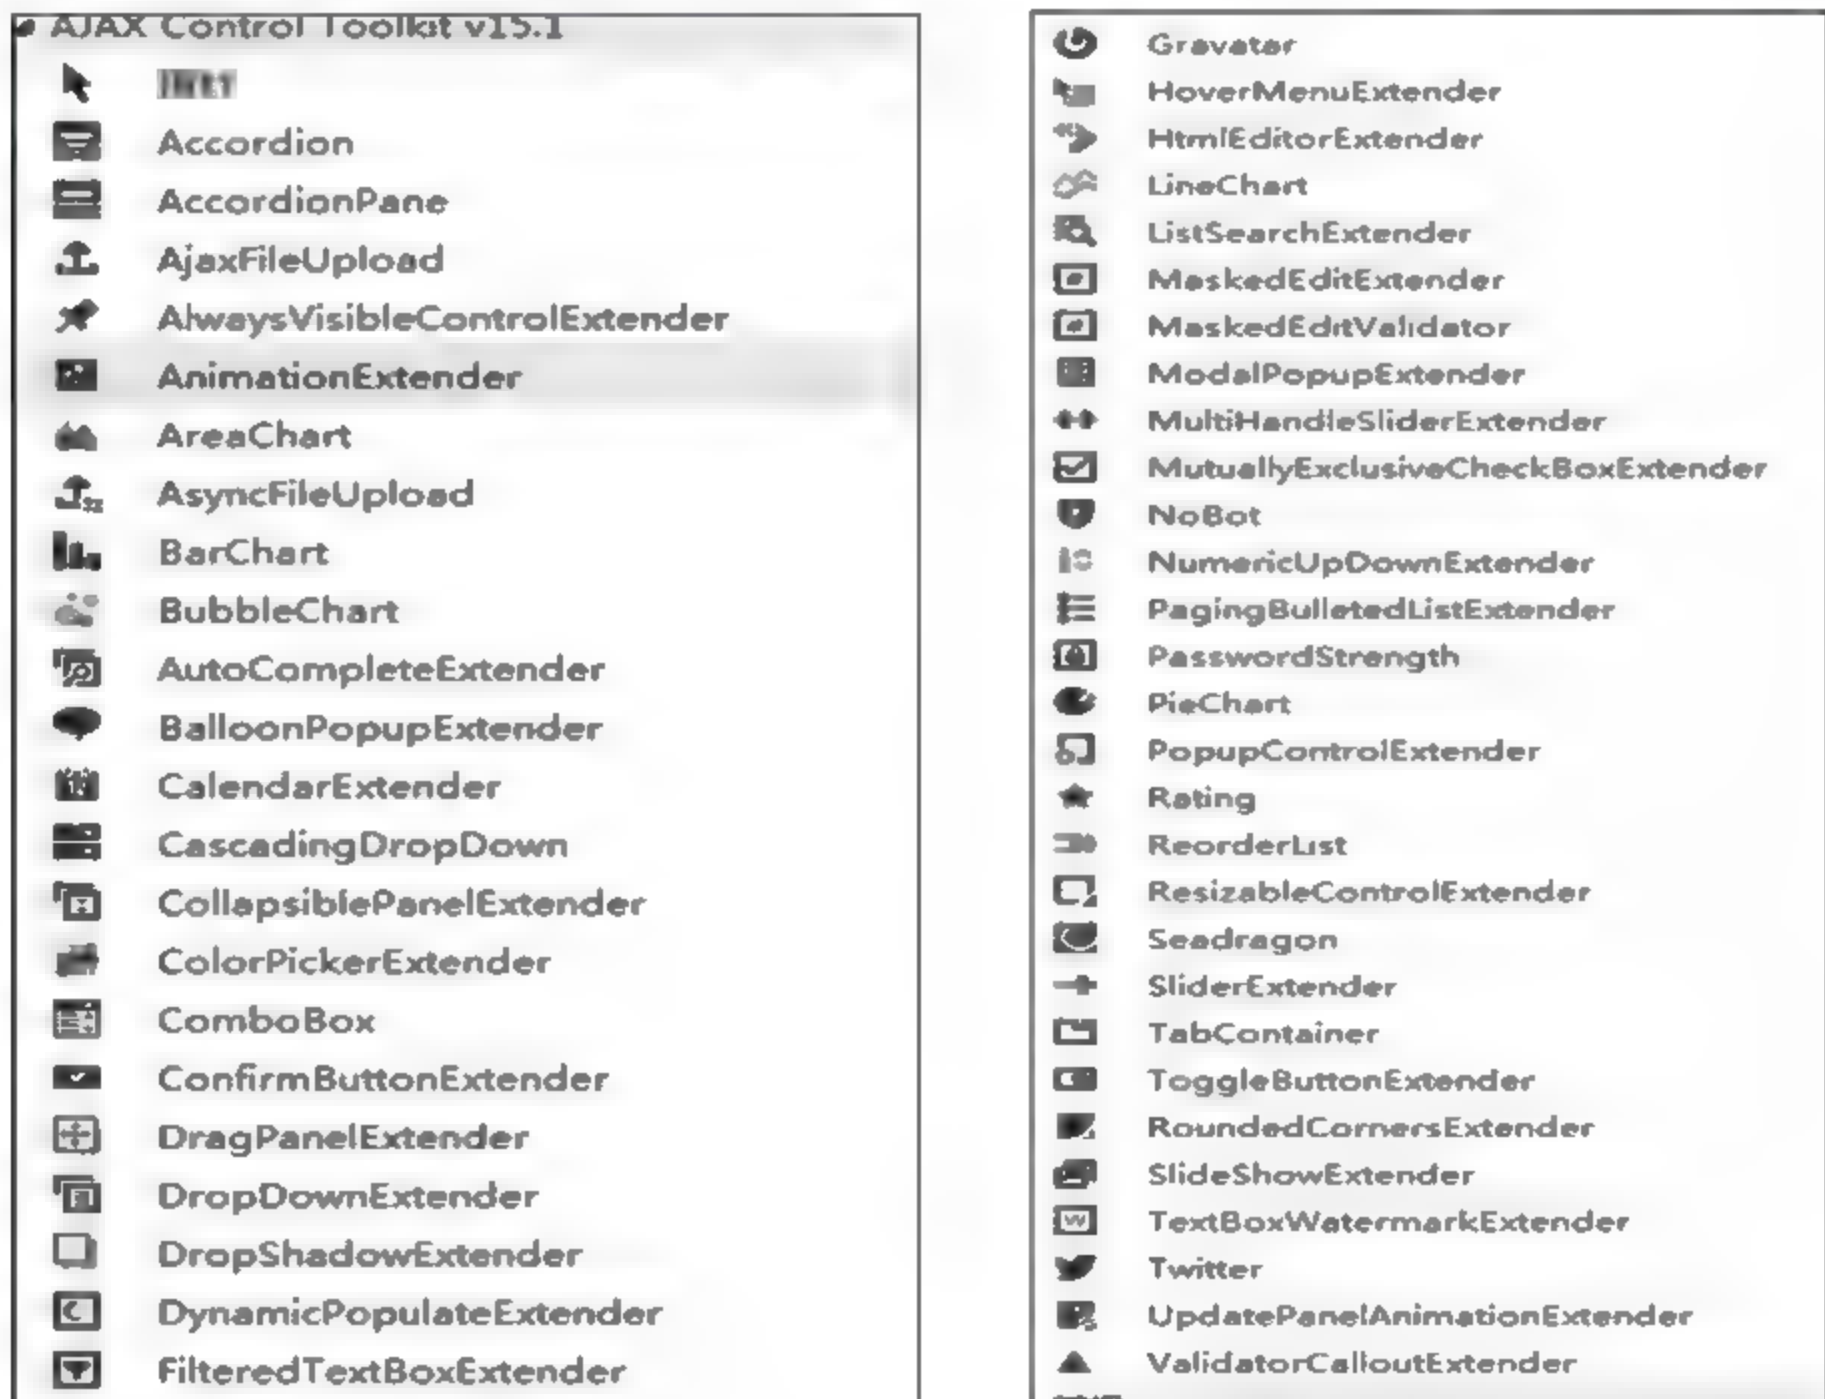 AJAX Control Toolkit v15.1
Accordion
AccordionPane
AjaxFileUpload
AlwaysVisibleControlExtender
AnimationExtender
AreaChart
AsyncFileUpload
BarChart
BubbleChart
AutoCompleteExtender
BalloonPopupExtender
CalendarExtender
CascadingDropDown
CollapsiblePanelExtender
ColorPickerExtender
ComboBox
ConfirmButtonExtender
DragPanelExtender
DropDownExtender
DropShadowExtender
DynamicPopulateExtender
FilteredTextBoxExtender
Gravatar
HoverMenuExtender
HtmlEditorExtender
LineChart
ListSearchExtender
MaskedEditExtender
MaskedEditValidator
ModalPopupExtender
MultiHandleSliderExtender
MutuallyExclusiveCheckBoxExtender
NoBot
NumericUpDownExtender
PagingBulletedListExtender
PasswordStrength
PieChart
PopupControlExtender
Rating
ReorderList
ResizableControlExtender
Seadragon
SliderExtender
TabContainer
ToggleButtonExtender
RoundedCornersExtender
SlideShowExtender
TextBoxWatermarkExtender
Twitter
UpdatePanelAnimationExtender
ValidatorCalloutExtender